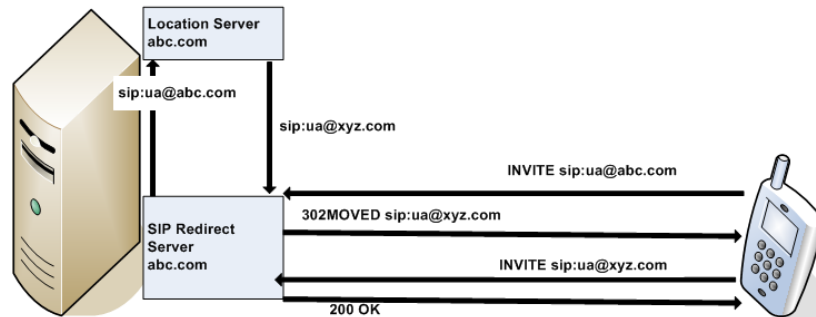 Location Server
abc.com
sip:ua@abc.com
sip:ua@xyz.com
INVITE sip:ua@abc.com
SIP Redirect
Server
abc.com
302MOVED sip:ua@xyz.com
INVITE sip:ua@xyz.com
200 OK